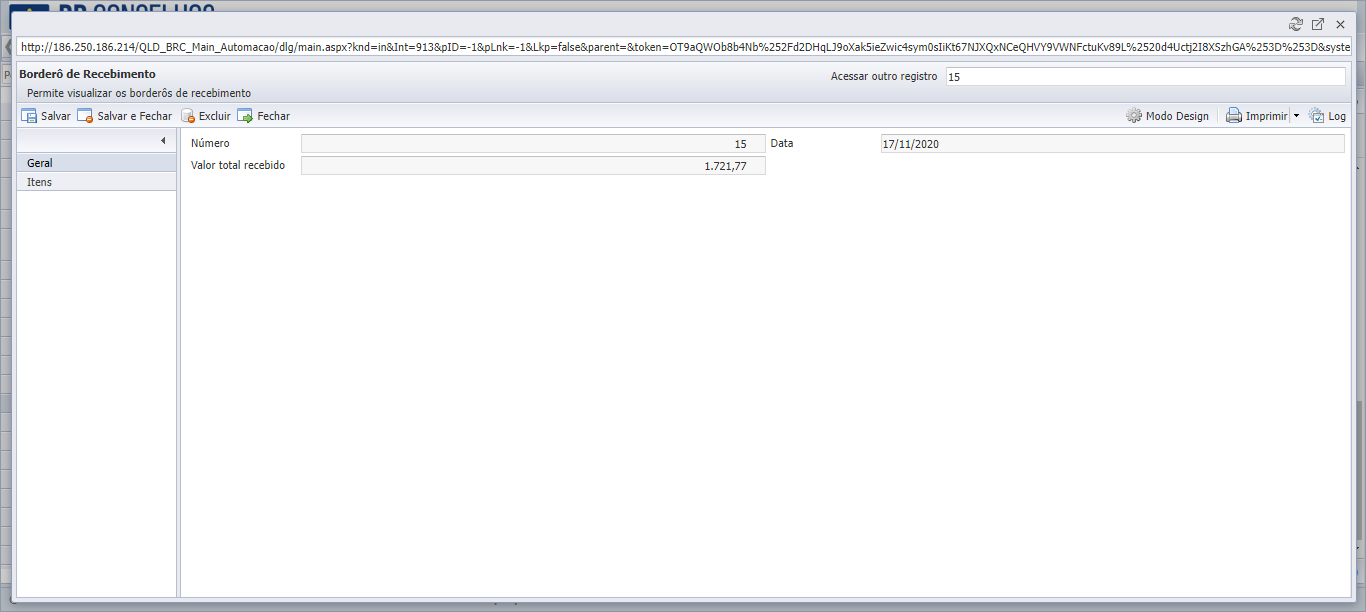 http://186.250.186.214/QLD_BRC_Main_Automacao/dlg/main.aspx?knd=in&Int=913&pID=-1&pLnk=-1&Lkp=false&parent=&token=OT9aQWOb8b4Nb%252Fd2DHqLJ9oXak5ieZwic4sym0sIiKt67NJXQxNCeQHVY9VWNFctuKv89L%2520d4Uctj2I8XSzhGA%253D%253D&syste
Borderô de Recebimento
Acessar outro registro 15
Permite visualizar os borderôs de recebimento
Salvar Salvar e Fechar Excluir Fechar Modo Design Imprimir Log
Número 15 Data 17/11/2020
Valor total recebido 1.721,77
Geral
Itens